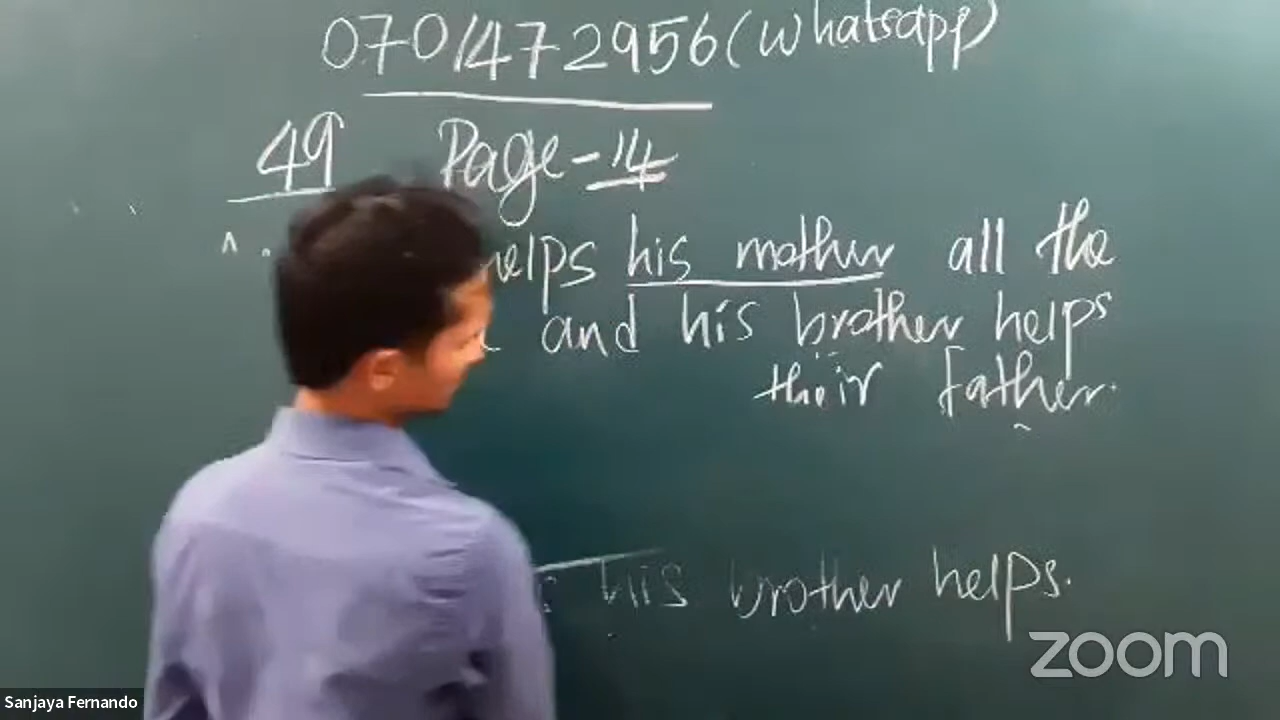 0701472956 (Whatsapp)
49 Page-14
helps his mother all the
and his brother helps
their father.
his brother helps.
zoom
Sanjaya Fernando